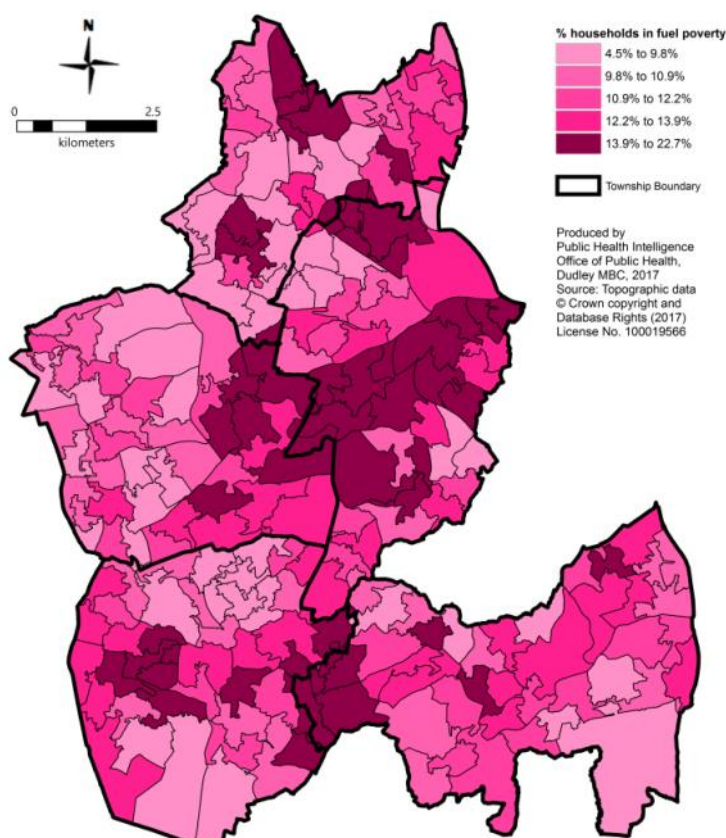 N
0 2.5
kilometers
% households in fuel poverty
4.5% to 9.8%
9.8% to 10.9%
10.9% to 12.2%
12.2% to 13.9%
13.9% to 22.7%
Township Boundary
Produced by
Public Health Intelligence
Office of Public Health,
Dudley MBC, 2017
Source: Topographic data
© Crown copyright and
Database Rights (2017)
License No. 100019566